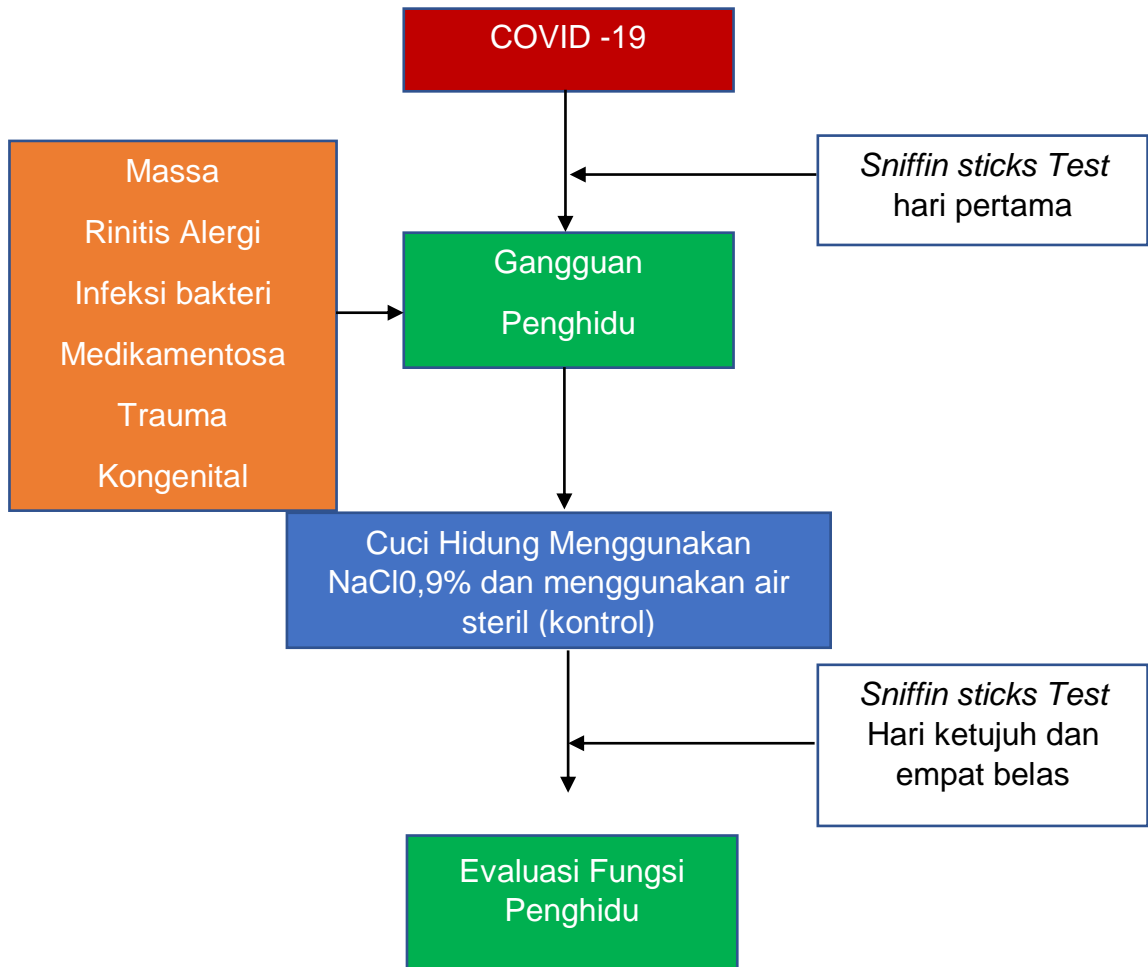 COVID -19
Massa
Rinitis Alergi
Infeksi bakteri
Medikamentosa
Trauma
Kongenital
Sniffin sticks Test
hari pertama
Gangguan
Penghidu
Cuci Hidung Menggunakan
NaCl0,9% dan menggunakan air
steril (kontrol)
Sniffin sticks Test
Hari ketujuh dan
empat belas
Evaluasi Fungsi
Penghidu